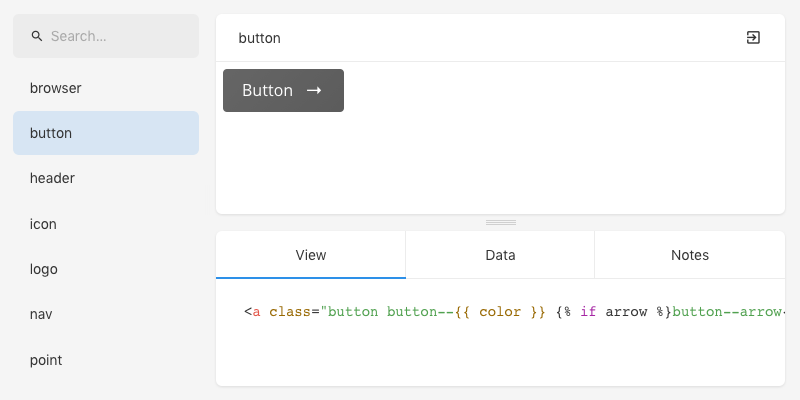 Search...
browser
button
header
icon
logo
nav
point
button
Button →
View
Data
Notes
<a class="button button--{{ color }} {% if arrow %}button--arrow